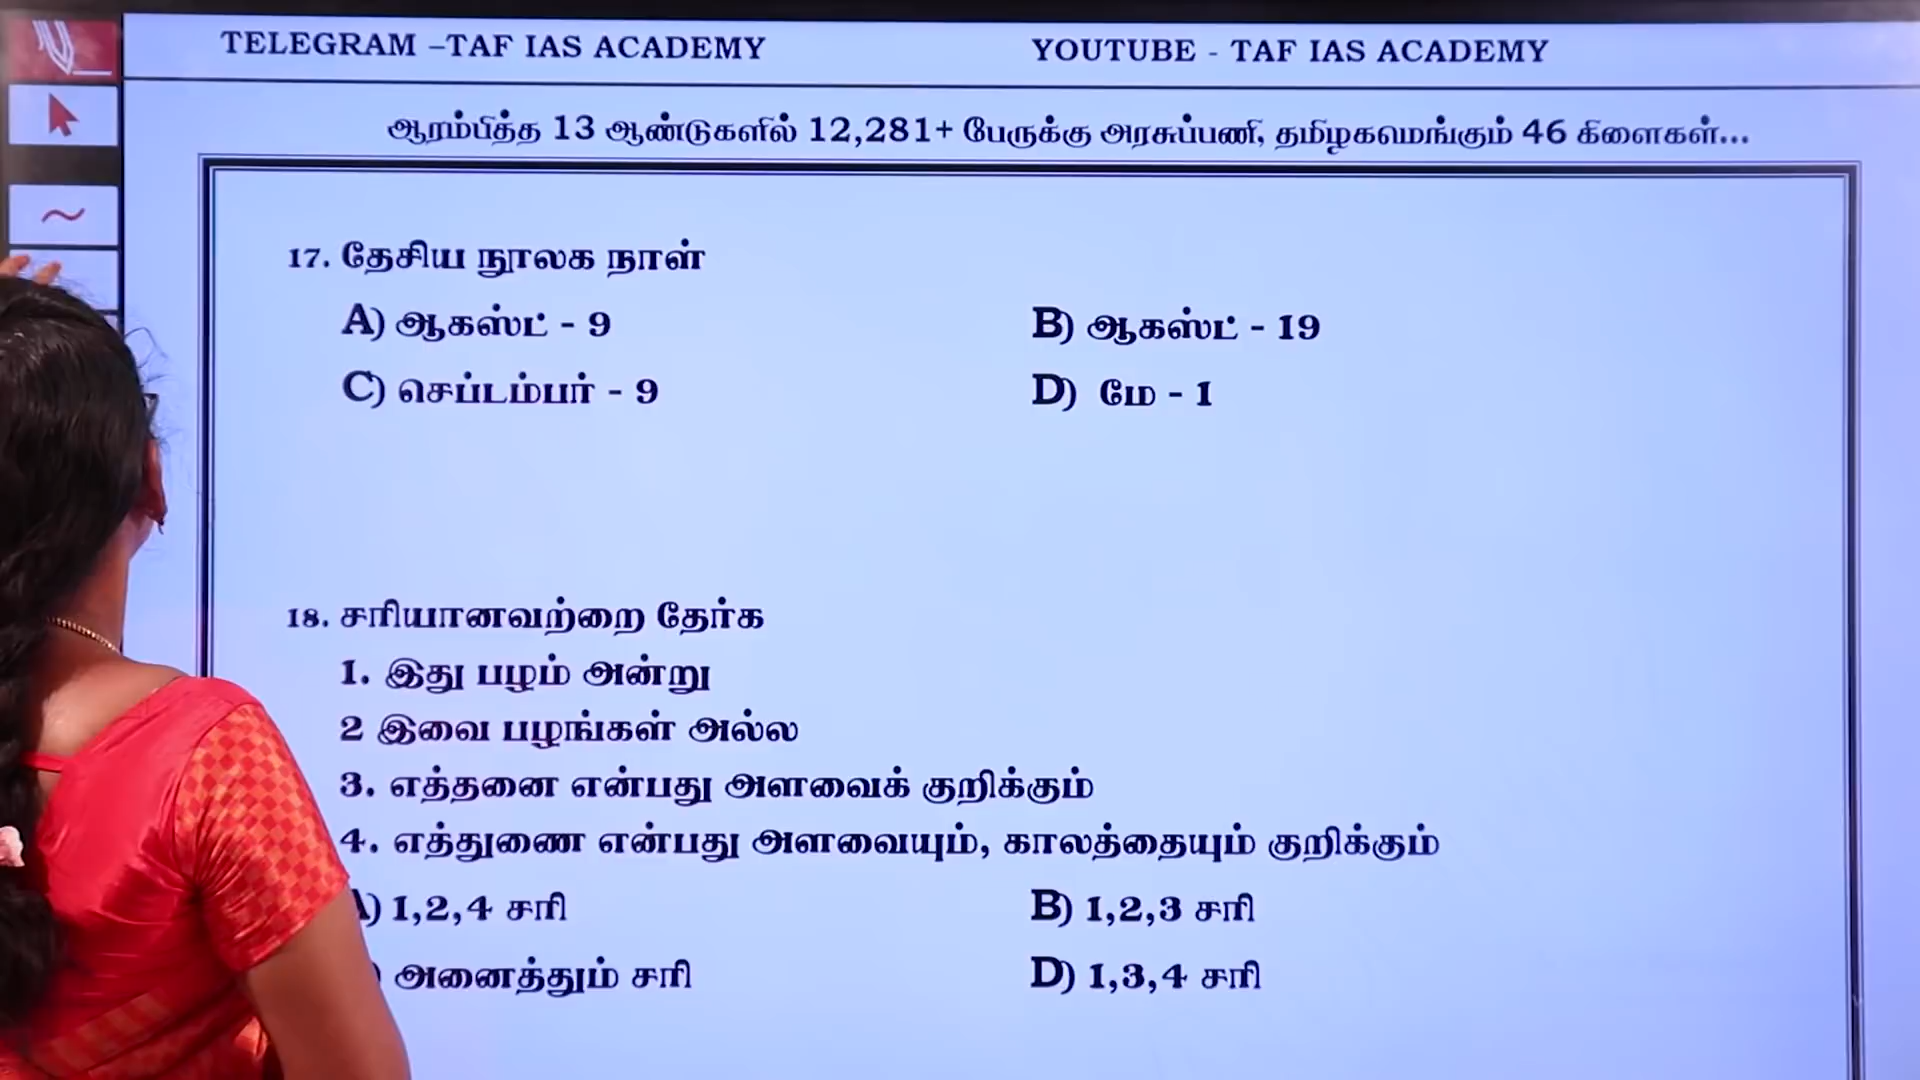 TELEGRAM –TAF IAS ACADEMY YOUTUBE - TAF IAS ACADEMY
ஆரம்பித்த 13 ஆண்டுகளில் 12,281+ பேருக்கு அரசுப்பணி, தமிழகமெங்கும் 46 கிளைகள்...
17. தேசிய நூலக நாள்
A) ஆகஸ்ட் - 9 B) ஆகஸ்ட் - 19
C) செப்டம்பர் - 9 D) மே - 1
18. சரியானவற்றை தேர்க
1. இது பழம் அன்று
2 இவை பழங்கள் அல்ல
3. எத்தனை என்பது அளவைக் குறிக்கும்
4. எத்துணை என்பது அளவையும், காலத்தையும் குறிக்கும்
A) 1,2,4 சரி B) 1,2,3 சரி
) அனைத்தும் சரி D) 1,3,4 சரி